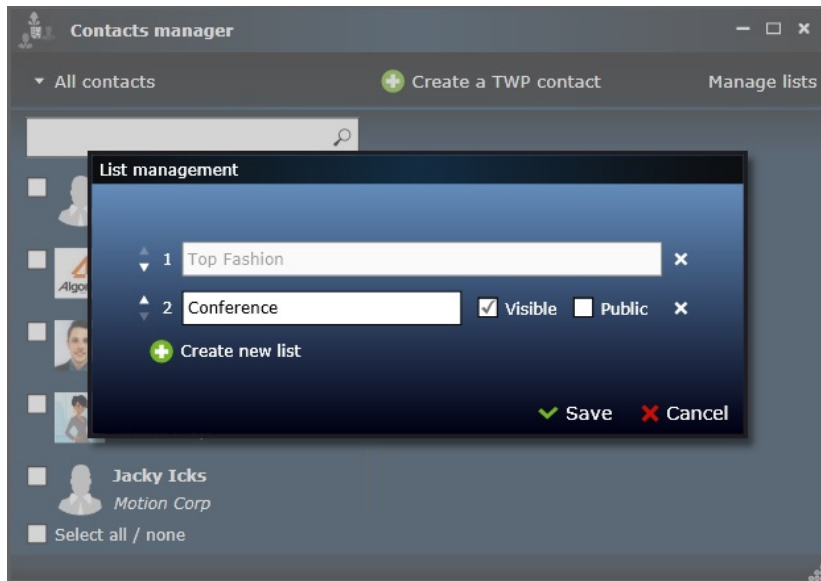 Contacts manager
All contacts
Create a TWP contact
Manage lists
List management
1 Top Fashion
2 Conference Visible Public
Create new list
Save Cancel
Jacky Icks
Motion Corp
Select all / none